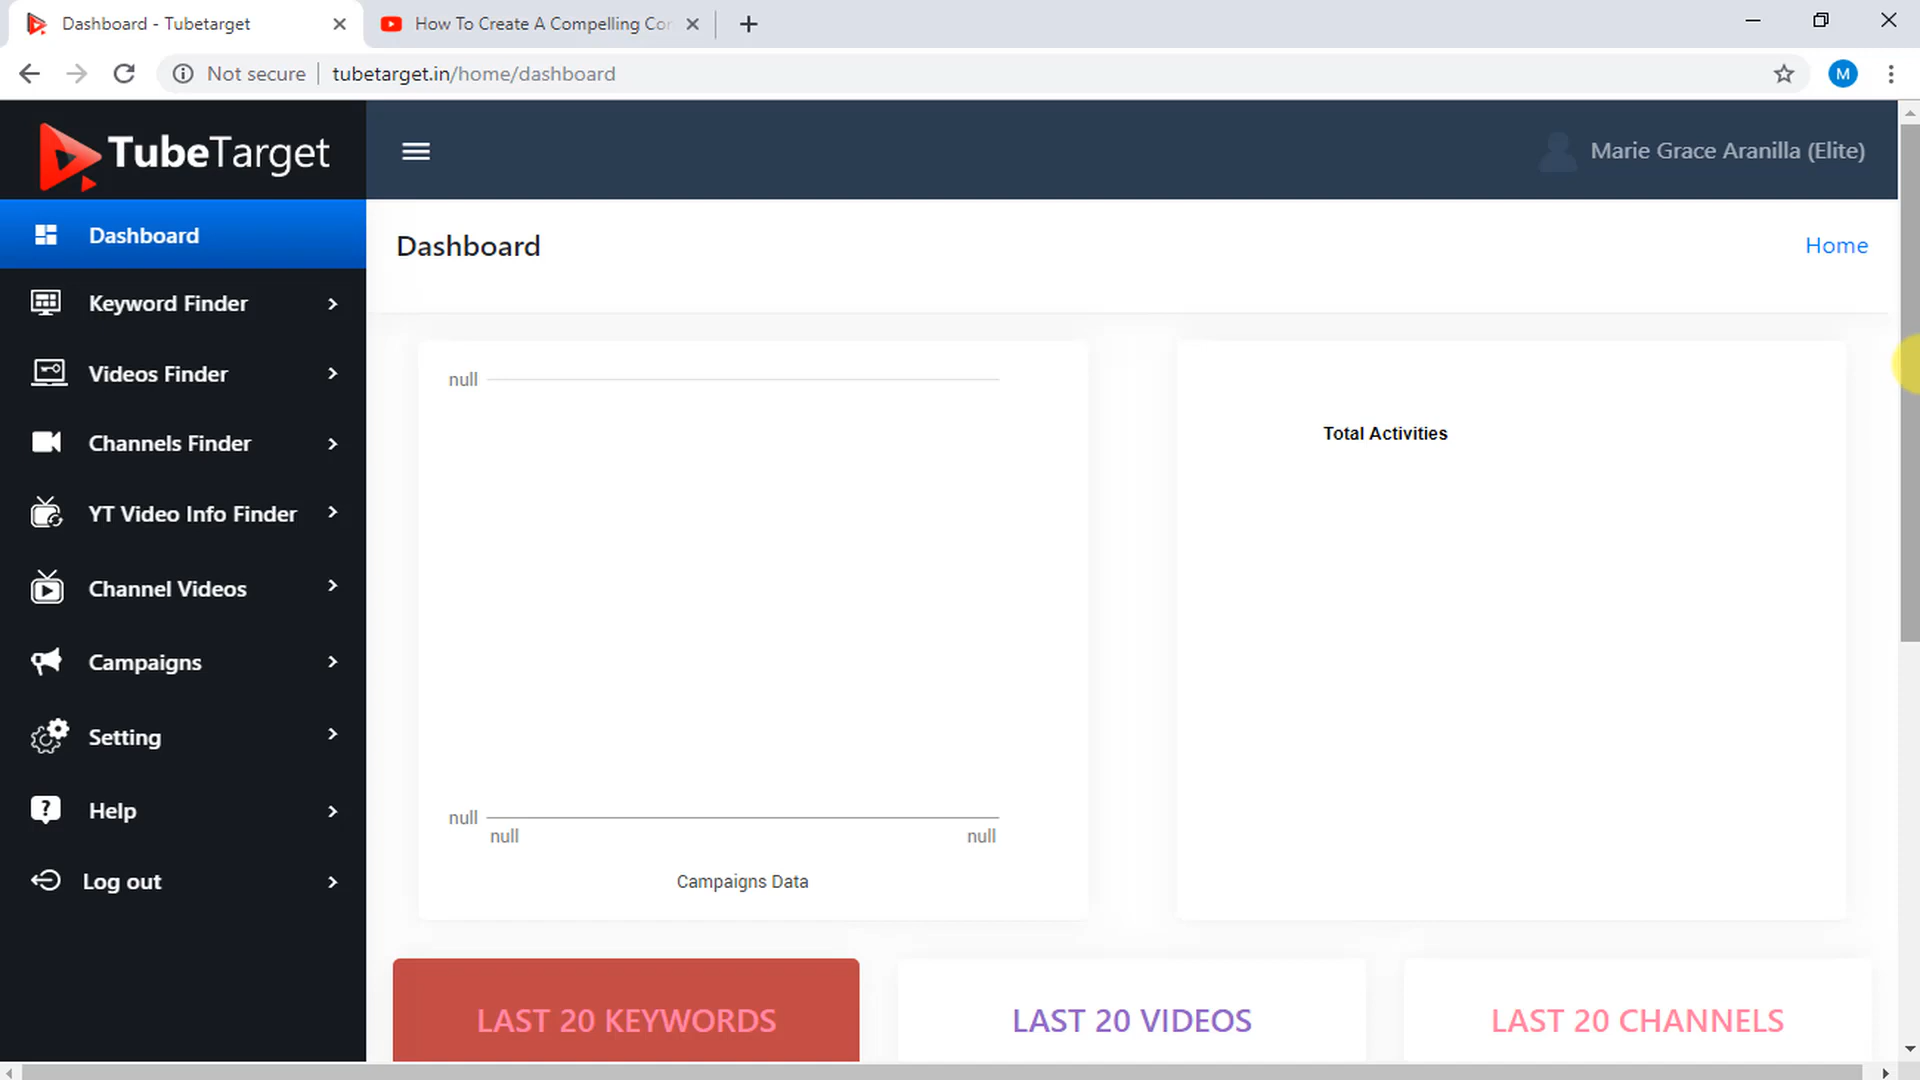 Dashboard - Tubetarget
How To Create A Compelling Co
Not secure
tubetarget.in/home/dashboard
M
TubeTarget
Marie Grace Aranilla (Elite)
Dashboard
Keyword Finder
Videos Finder
Channels Finder
YT Video Info Finder
Channel Videos
Campaigns
Setting
Help
Log out
Dashboard
Home
null
null
null
null
Campaigns Data
Total Activities
LAST 20 KEYWORDS
LAST 20 VIDEOS
LAST 20 CHANNELS